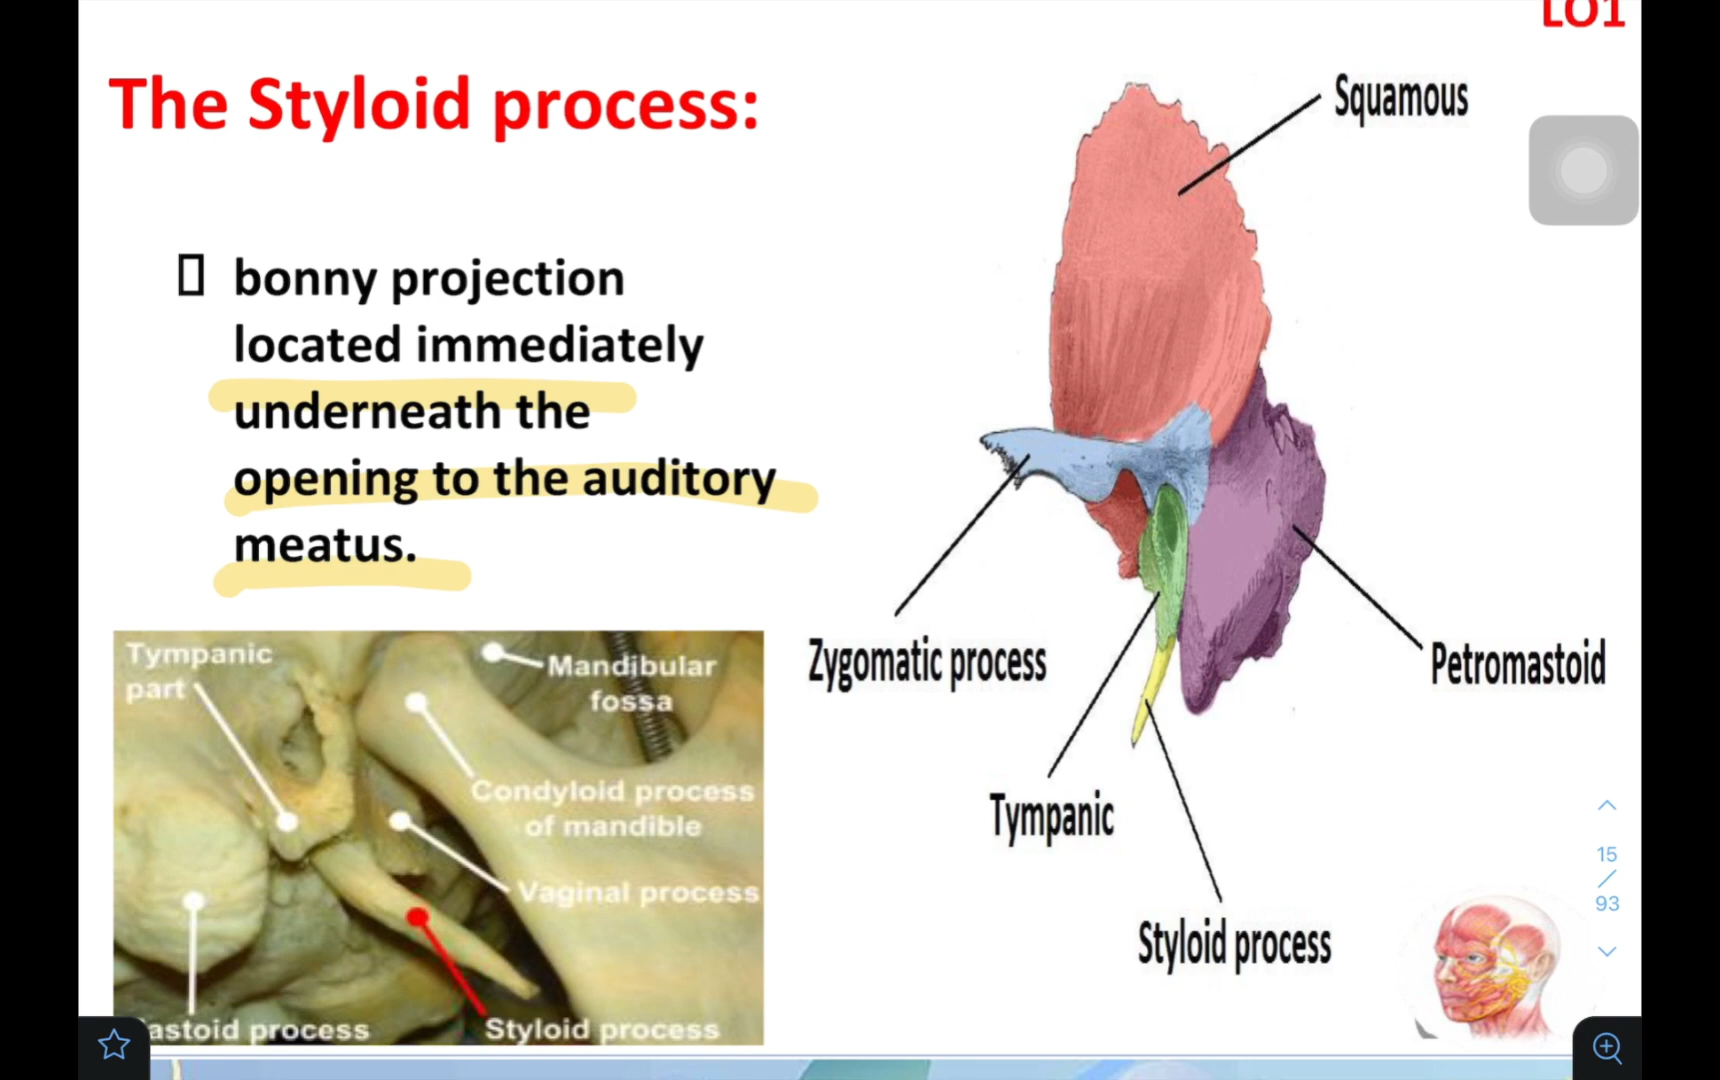 LO1
The Styloid process:
bonny projection
located immediately
underneath the
opening to the auditory
meatus.
Squamous
Zygomatic process
Petromastoid
Tympanic
Styloid process
Tympanic
part
Mandibular
fossa
Condyloid process
of mandible
Vaginal process
astoid process
Styloid process
15
/
93